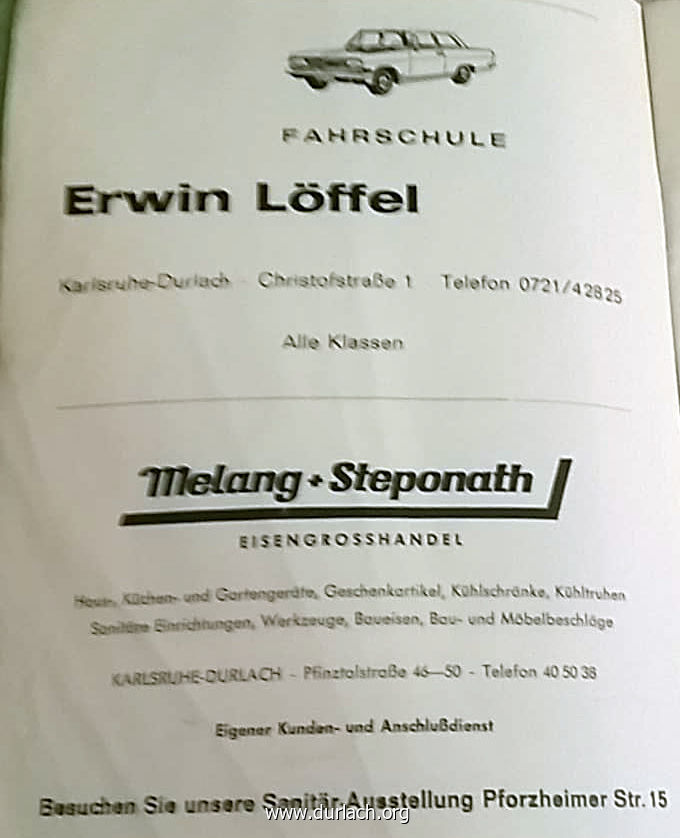 FAHRSCHULE
Erwin Löffel
Karlsruhe-Durlach · Christofstraße 1 Telefon 0721/42825
Alle Klassen
Melang + Steponath
EISENGROSSHANDEL
Haus-, Küchen- und Gartengeräte, Geschenkartikel, Kühlschränke, Kühltruhen
Sanitäre Einrichtungen, Werkzeuge, Baueisen, Bau- und Möbelbeschläge
KARLSRUHE-DURLACH - Pfinztalstraße 46—50 - Telefon 40 50 38
Eigener Kunden- und Anschlußdienst
Besuchen Sie unsere Sanitär-Ausstellung Pforzheimer Str. 15
www.durlach.org